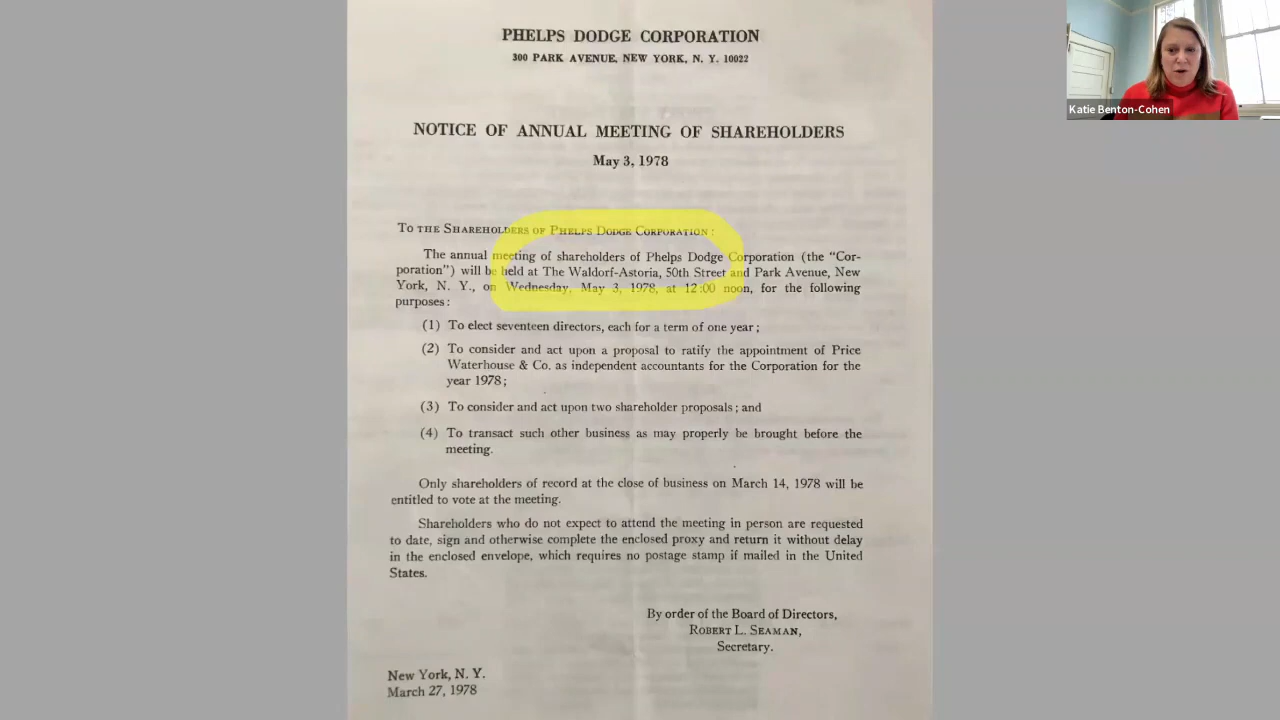 PHELPS DODGE CORPORATION
300 PARK AVENUE, NEW YORK, N. Y. 10022
NOTICE OF ANNUAL MEETING OF SHAREHOLDERS
May 3, 1978
TO THE SHAREHOLDERS OF PHELPS DODGE CORPORATION:
The annual meeting of shareholders of Phelps Dodge Corporation (the "Cor-
poration") will be held at The Waldorf-Astoria, 50th Street and Park Avenue, New
York, N. Y., on Wednesday, May 3, 1978, at 12:00 noon, for the following
purposes:
(1) To elect seventeen directors, each for a term of one year;
(2) To consider and act upon a proposal to ratify the appointment of Price
Waterhouse & Co. as independent accountants for the Corporation for the
year 1978;
(3) To consider and act upon two shareholder proposals; and
(4) To transact such other business as may properly be brought before the
meeting.
Only shareholders of record at the close of business on March 14, 1978 will be
entitled to vote at the meeting.
Shareholders who do not expect to attend the meeting in person are requested
to date, sign and otherwise complete the enclosed proxy and return it without delay
in the enclosed envelope, which requires no postage stamp if mailed in the United
States.
By order of the Board of Directors,
ROBERT L. SEAMAN,
Secretary.
New York, N. Y.
March 27, 1978
Katie Benton-Cohen